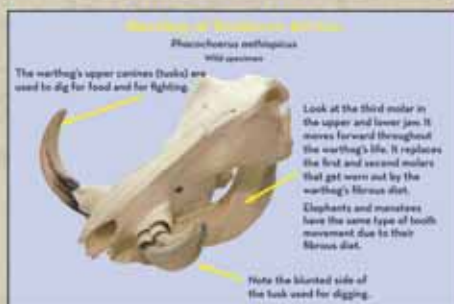 Phacochoerus aethiopicus
Wild specimen
The warthog's upper canines (tusks) are
used to dig for food and for fighting.
Look at the third molar in
the upper and lower jaw. It
moves forward throughout
the warthog's life. It replaces
the first and second molars
that get worn out by the
warthog's fibrous diet.
Elephants and manatees
have the same type of tooth
movement due to their
fibrous diet.
Note the blunted side of
the tusk used for digging.